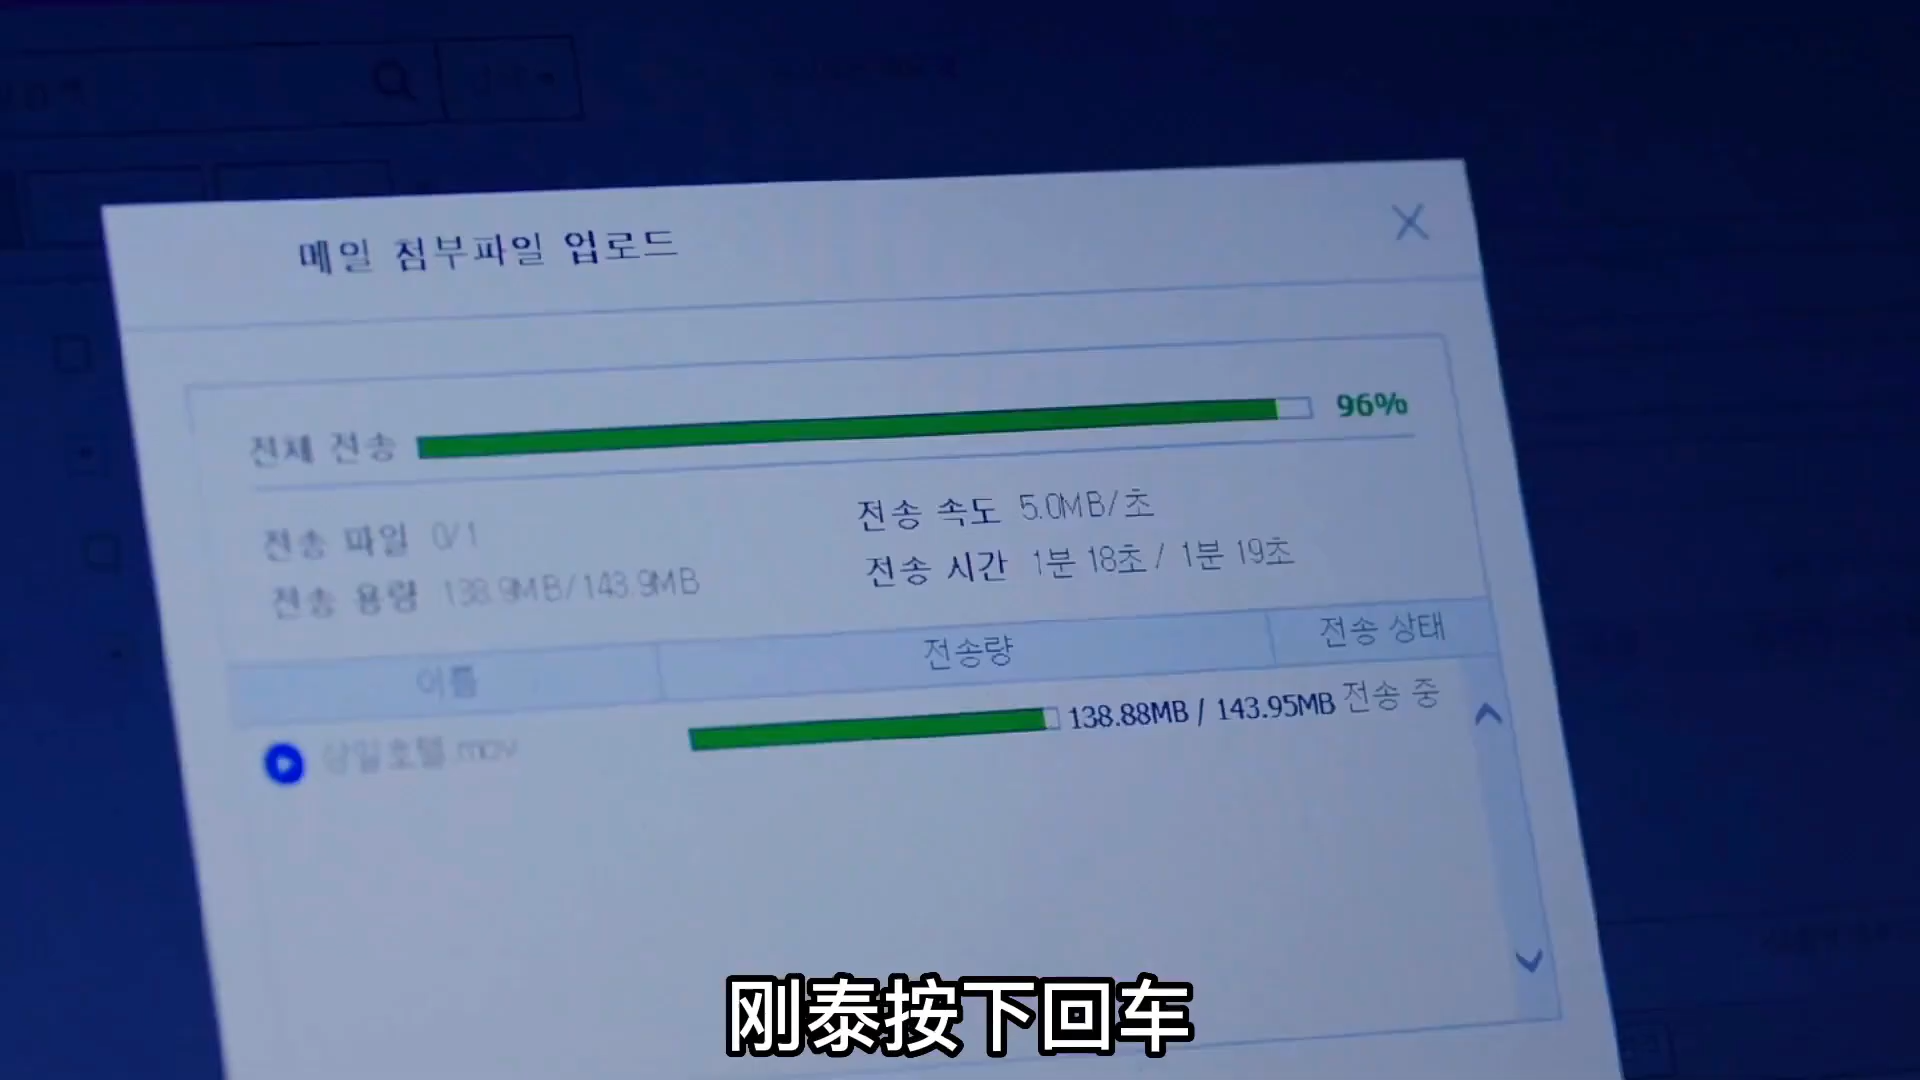 메일 첨부파일 업로드
전체 전송 96%
전송 파일 0/1
전송 속도 5.0MB/초
전송 용량 138.9MB/143.9MB
전송 시간 1분 18초 / 1분 19초
이름 전송량 전송 상태
호텔.mov 138.88MB / 143.95MB 전송 중
刚泰按下回车